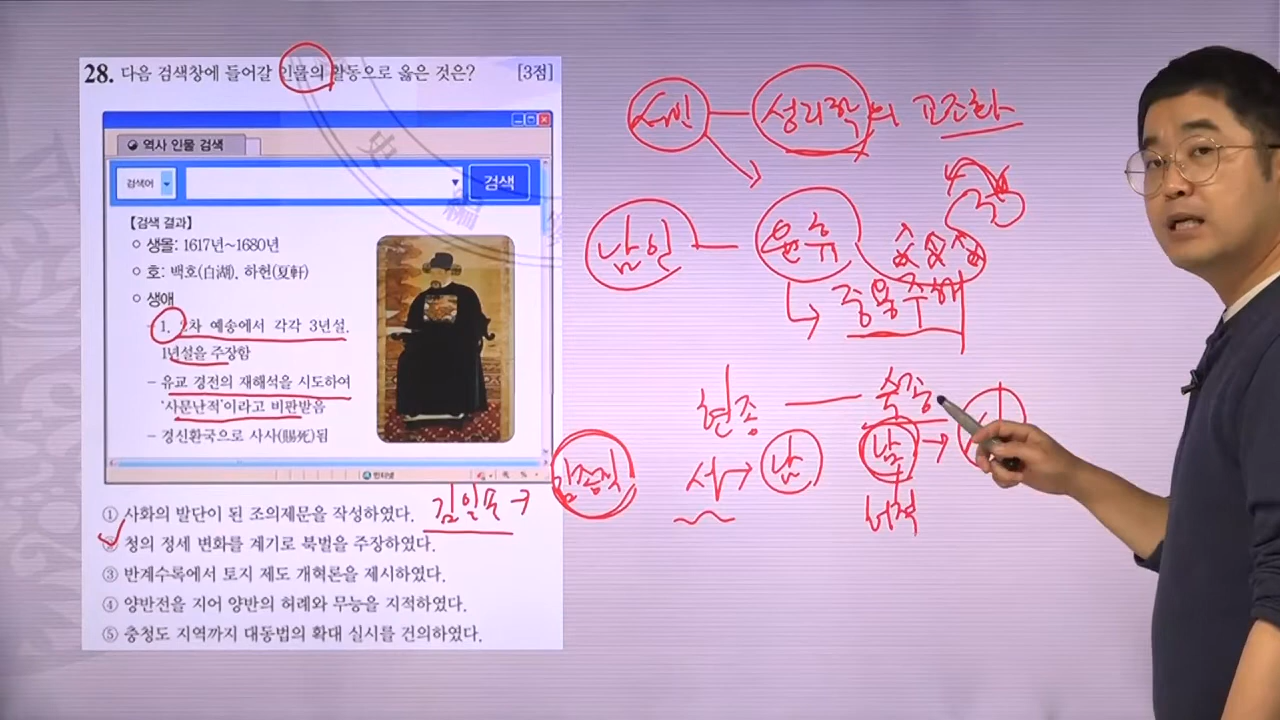 28. 다음 검색창에 들어갈 인물의 활동으로 옳은 것은? [3점]
역사 인물 검색
검색어 검색
【검색 결과】
○ 생몰: 1617년~1680년
○ 호: 백호(白湖), 하헌(夏軒)
○ 생애
1, 2차 예송에서 각각 3년설,
1년설을 주장함
- 유교 경전의 재해석을 시도하여
'사문난적'이라고 비판받음
- 경신환국으로 사사(賜死)됨
인터넷
① 사화의 발단이 된 조의제문을 작성하였다.
② 청의 정세 변화를 계기로 북벌을 주장하였다.
③ 반계수록에서 토지 제도 개혁론을 제시하였다.
④ 양반전을 지어 양반의 허례와 무능을 지적하였다.
⑤ 충청도 지역까지 대동법의 확대 실시를 건의하였다.
김일손 →
김종직
서인 — 성리학의 교조화
남인 — 윤휴
중용주해
현종 — 숙종
서 → 남
남 →
허적
史